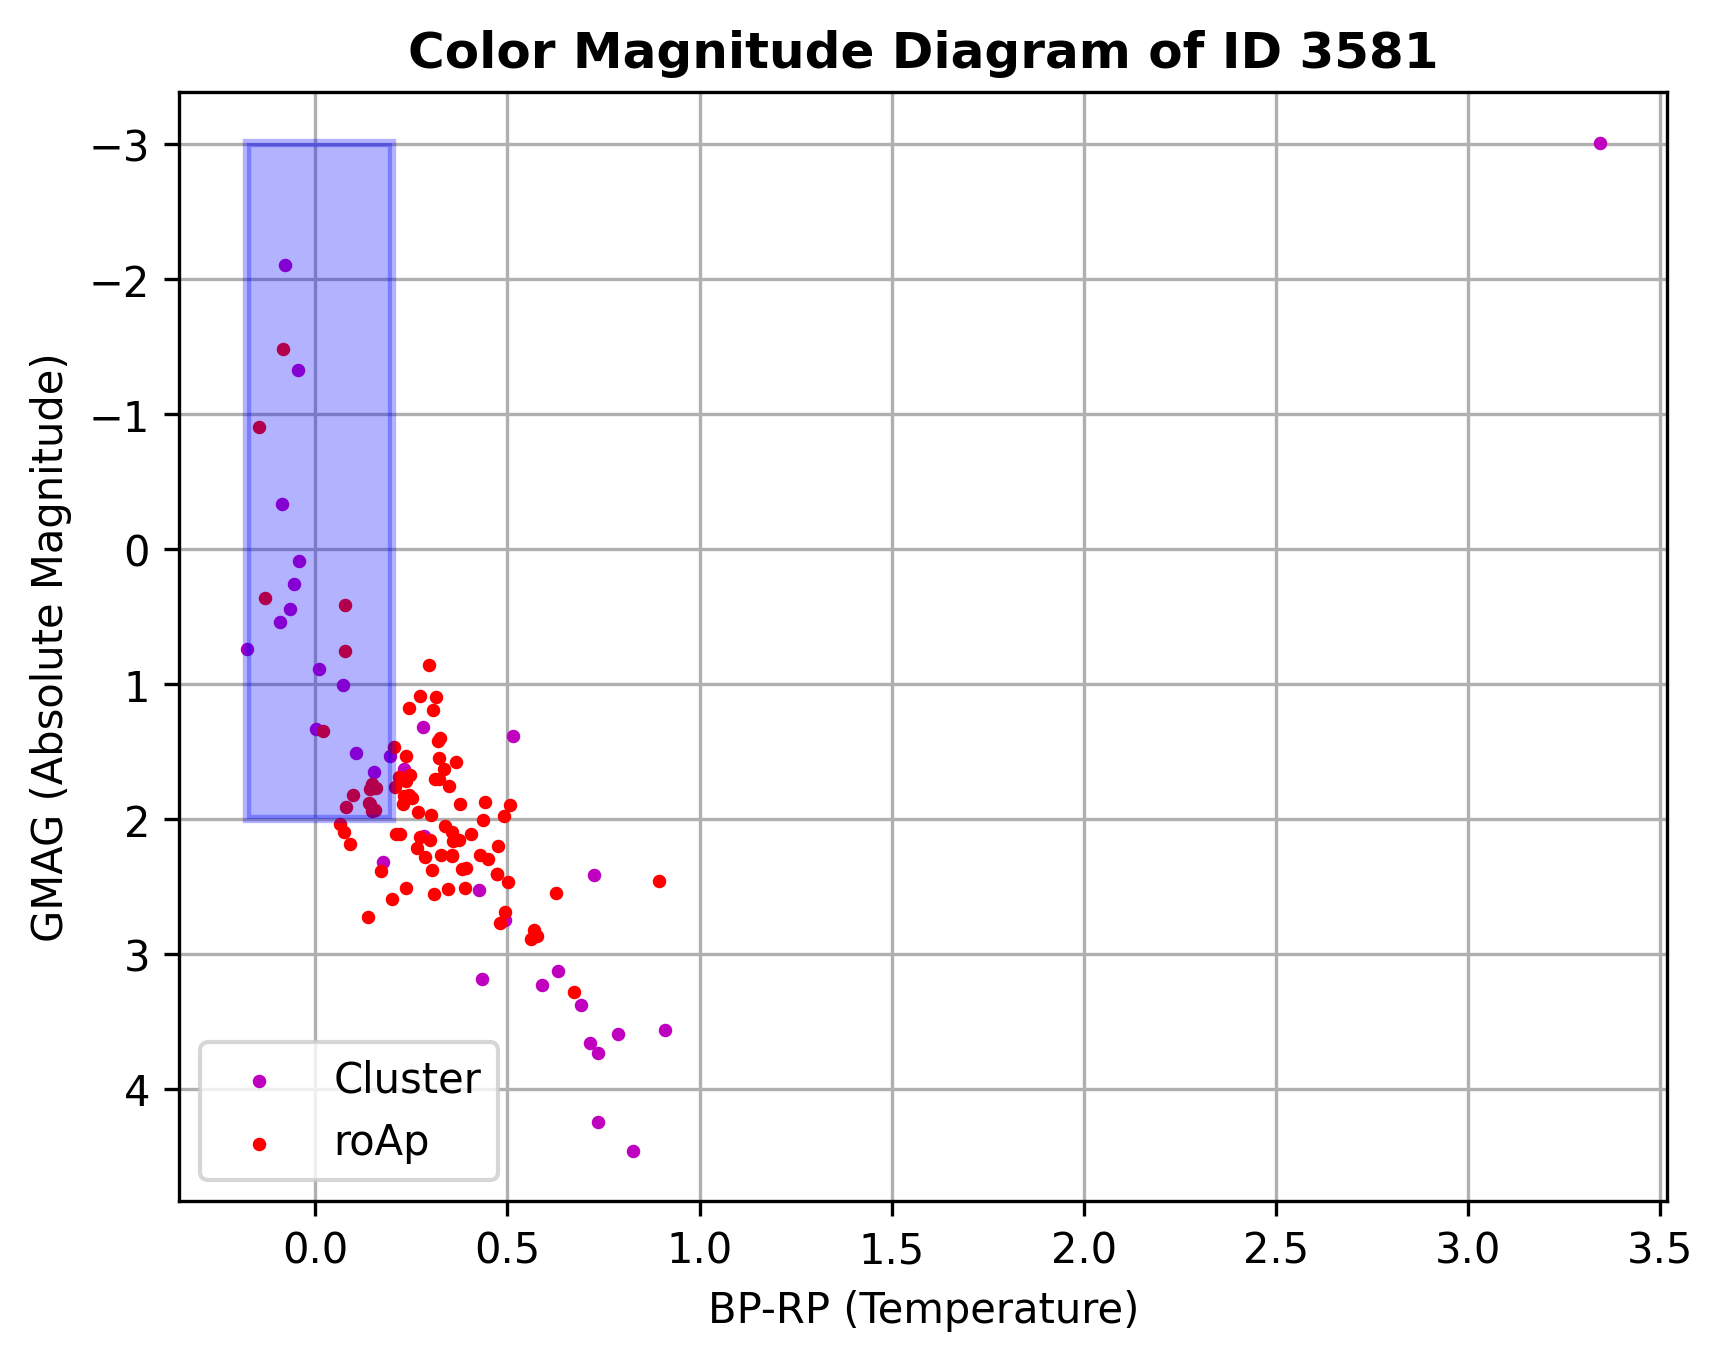 Color Magnitude Diagram of ID 3581
−3
−2
−1
0
1
2
3
4
GMAG (Absolute Magnitude)
Cluster
roAp
0.0 0.5 1.0 1.5 2.0 2.5 3.0 3.5
BP-RP (Temperature)